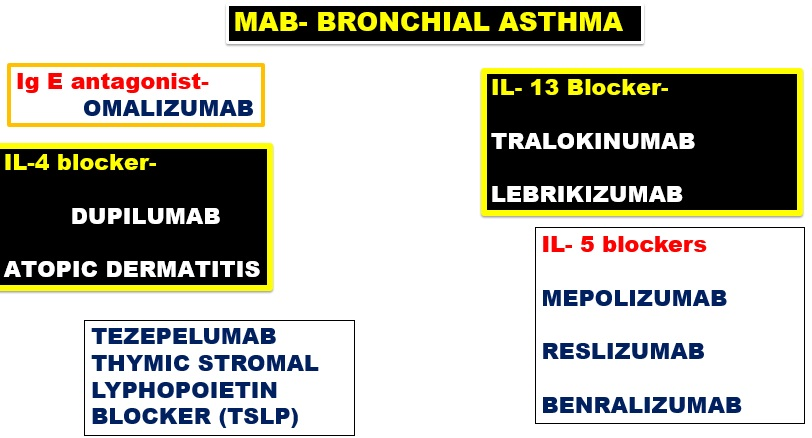 MAB- BRONCHIAL ASTHMA
Ig E antagonist-
OMALIZUMAB
IL-4 blocker-
DUPILUMAB
ATOPIC DERMATITIS
TEZEPELUMAB
THYMIC STROMAL
LYPHOPOIETIN
BLOCKER (TSLP)
IL- 13 Blocker-
TRALOKINUMAB
LEBRIKIZUMAB
IL- 5 blockers
MEPOLIZUMAB
RESLIZUMAB
BENRALIZUMAB